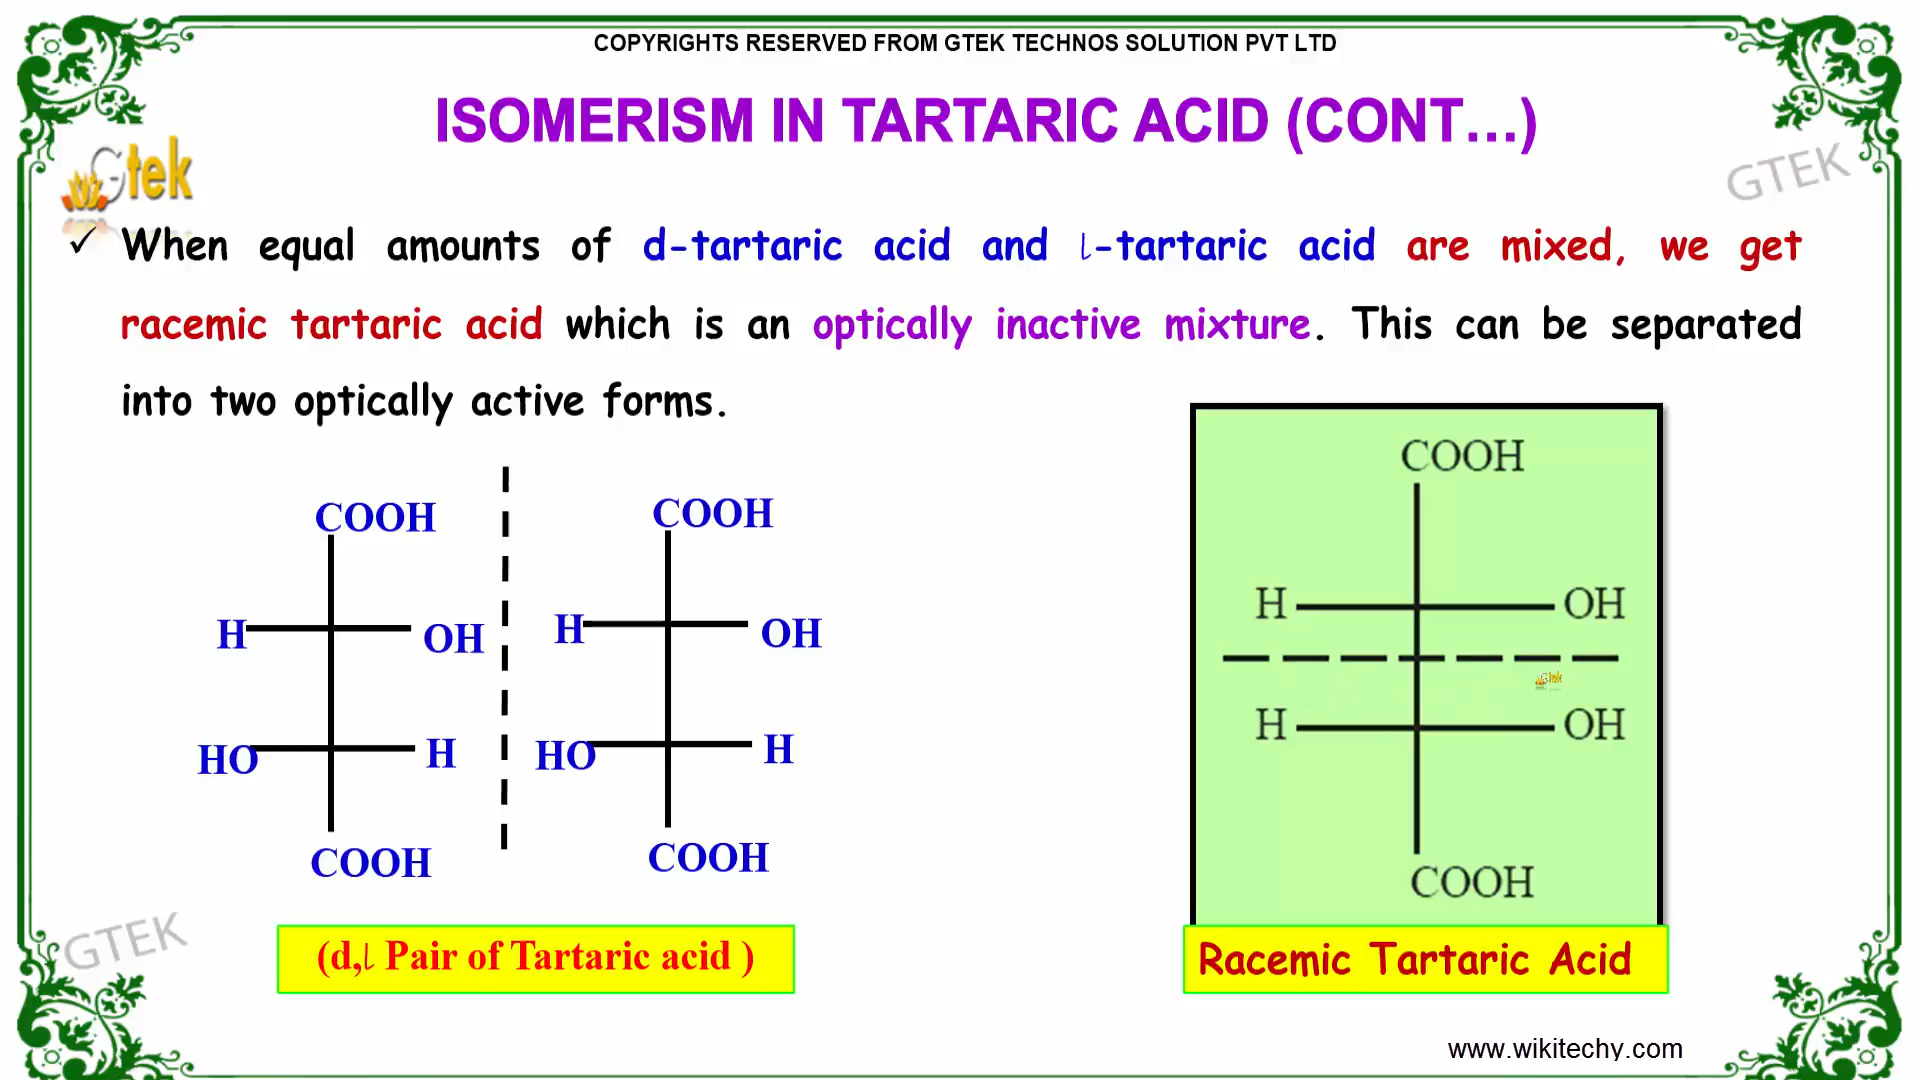 COPYRIGHTS RESERVED FROM GTEK TECHNOS SOLUTION PVT LTD
ISOMERISM IN TARTARIC ACID (CONT...)
Gtek
GTEK
✓ When equal amounts of d-tartaric acid and l-tartaric acid are mixed, we get
racemic tartaric acid which is an optically inactive mixture. This can be separated
into two optically active forms.
COOH
H OH
HO H
COOH
COOH
H OH
HO H
COOH
(d,l Pair of Tartaric acid )
COOH
H OH
Gtek
H OH
COOH
Racemic Tartaric Acid
GTEK
www.wikitechy.com